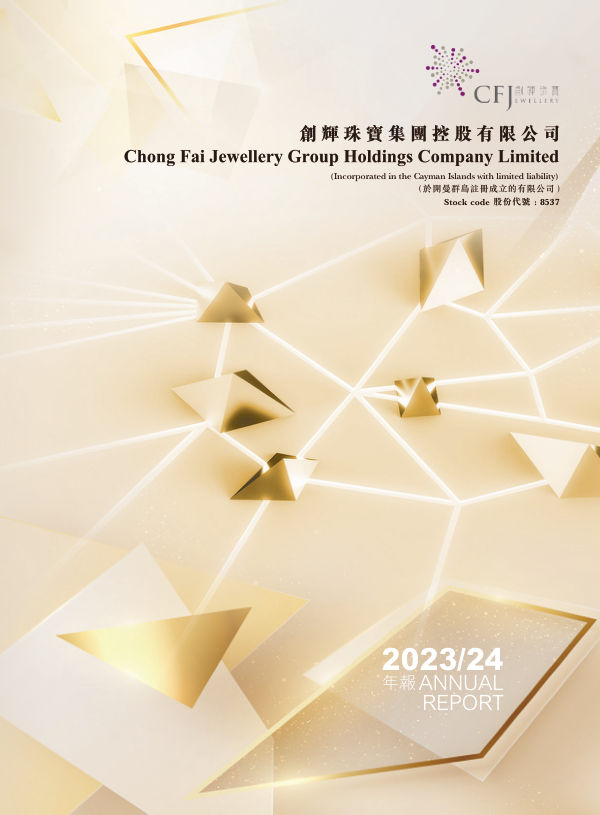 CFJ 創輝珠寶
JEWELLERY
創輝珠寶集團控股有限公司
Chong Fai Jewellery Group Holdings Company Limited
(Incorporated in the Cayman Islands with limited liability)
(於開曼群島註冊成立的有限公司)
Stock code 股份代號 : 8537
2023/24
年報 ANNUAL
REPORT